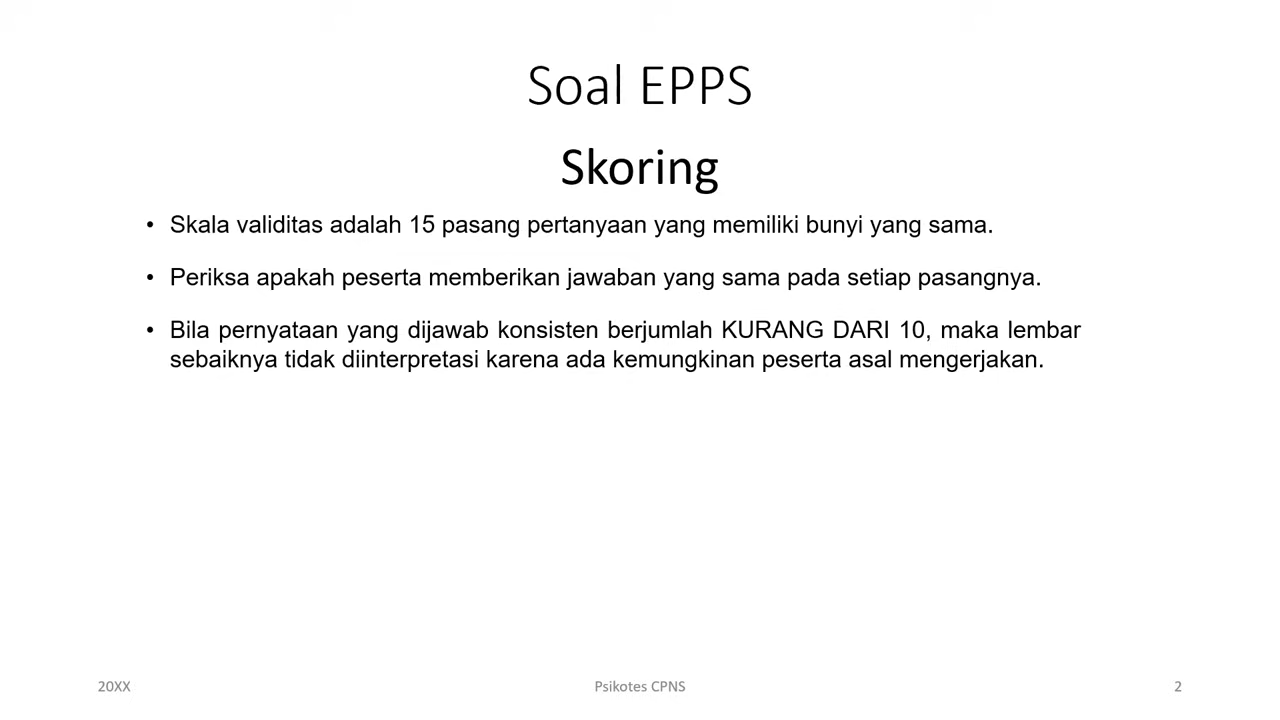 Soal EPPS
Skoring
• Skala validitas adalah 15 pasang pertanyaan yang memiliki bunyi yang sama.
• Periksa apakah peserta memberikan jawaban yang sama pada setiap pasangnya.
• Bila pernyataan yang dijawab konsisten berjumlah KURANG DARI 10, maka lembar
sebaiknya tidak diinterpretasi karena ada kemungkinan peserta asal mengerjakan.
20XX
Psikotes CPNS
2